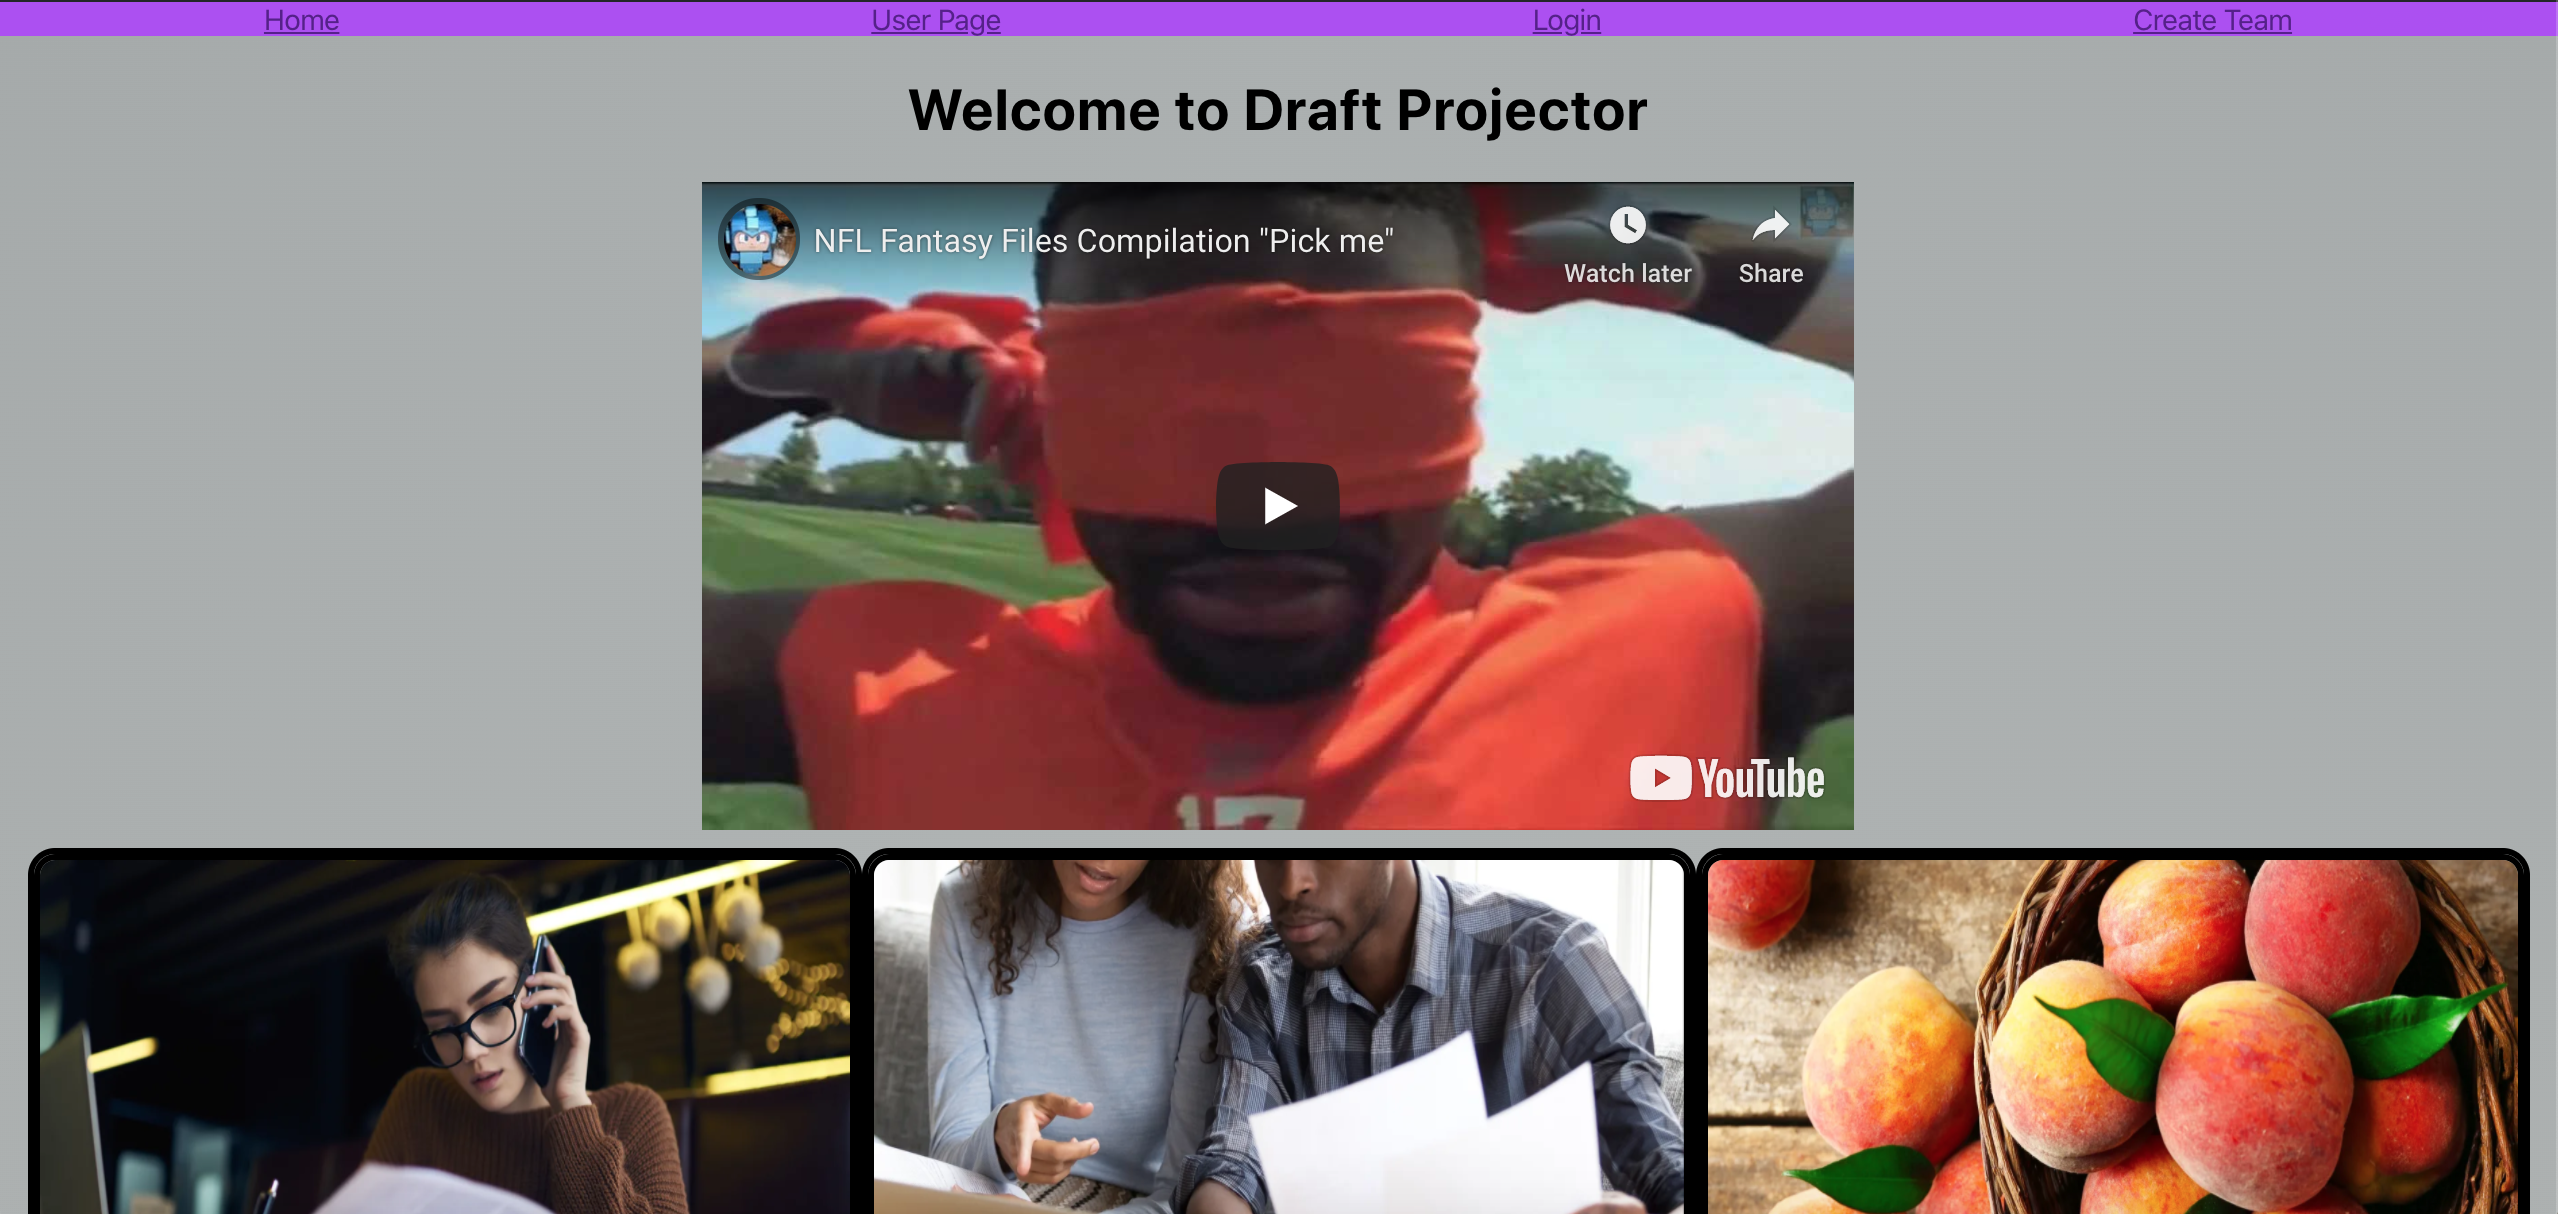 Home
User Page
Login
Create Team
Welcome to Draft Projector
NFL Fantasy Files Compilation "Pick me"
Watch later
Share
17
YouTube